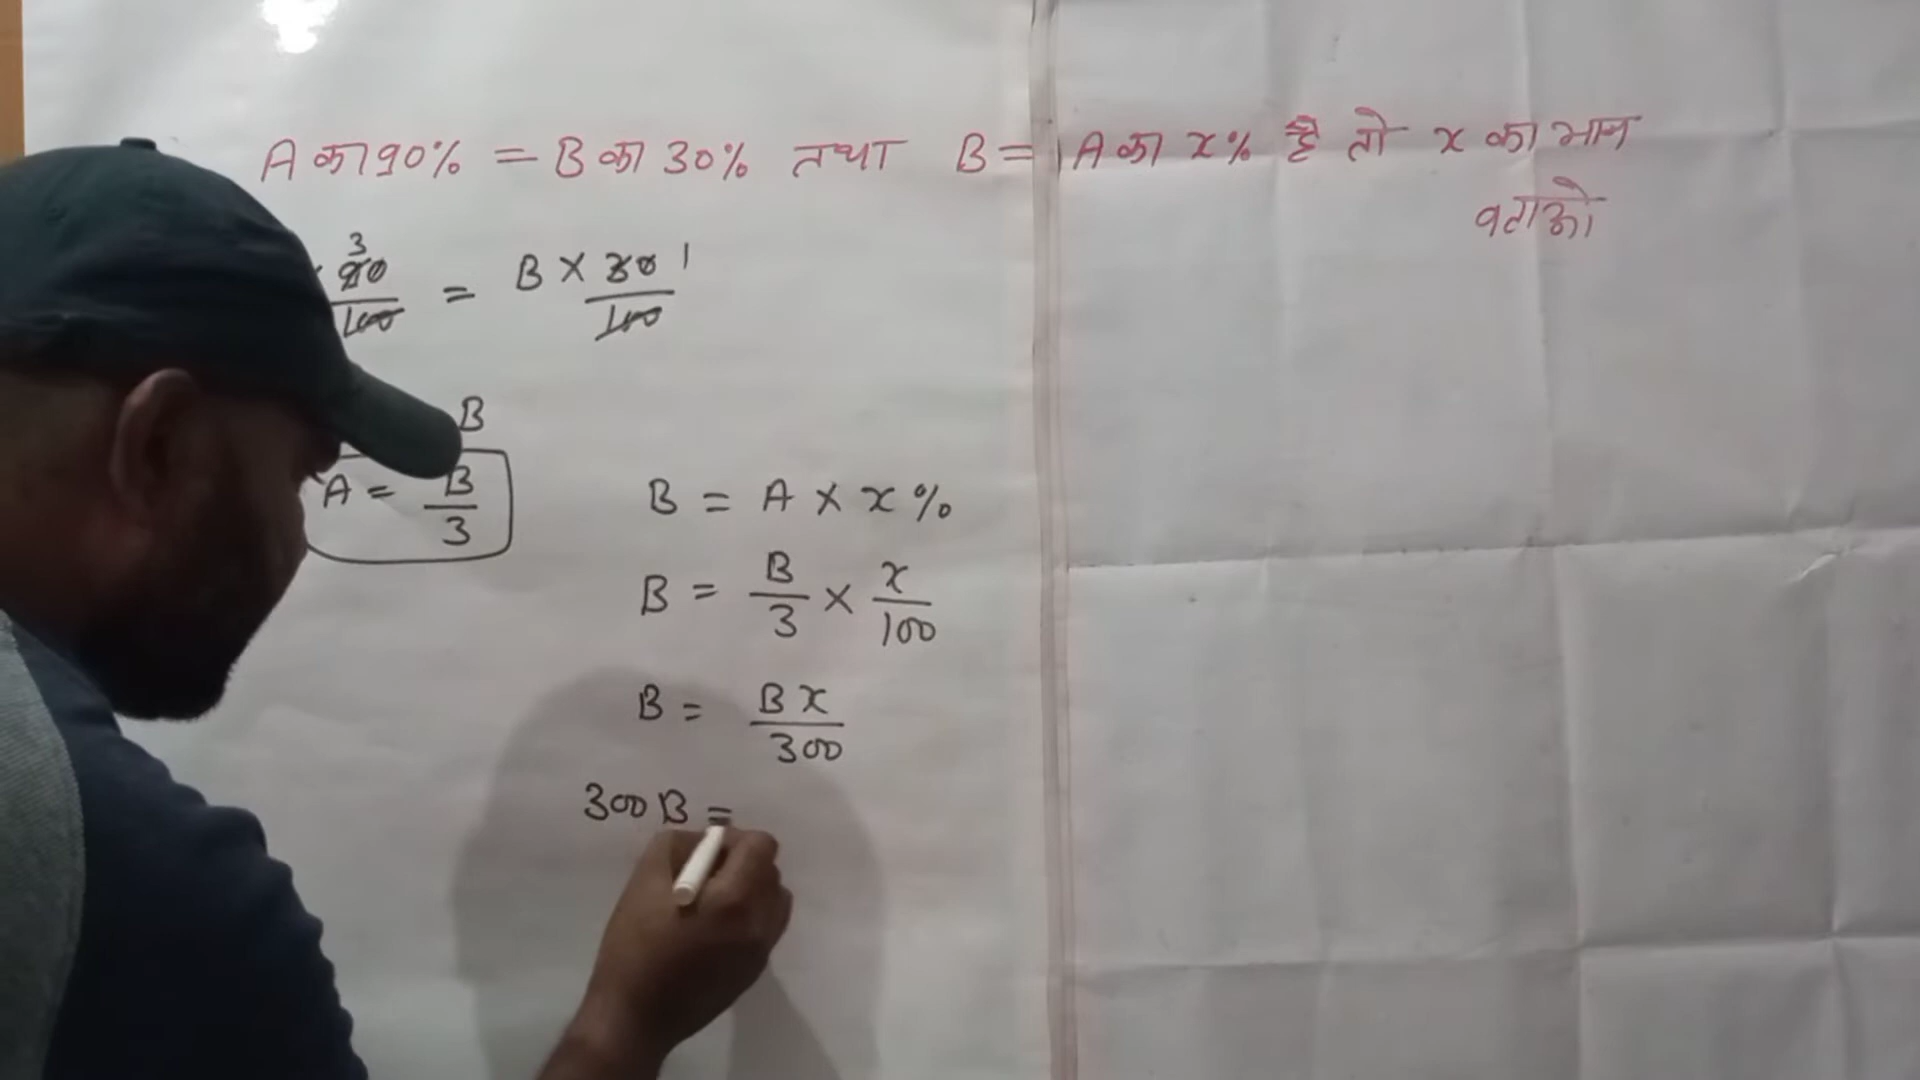 A का 90% = B का 30% तथा B = A का x% है तो x का मान
बताओ
3
90/100 = B × 30/100 1
B
A = B/3
B = A × x%
B = B/3 × x/100
B = Bx/300
300B =